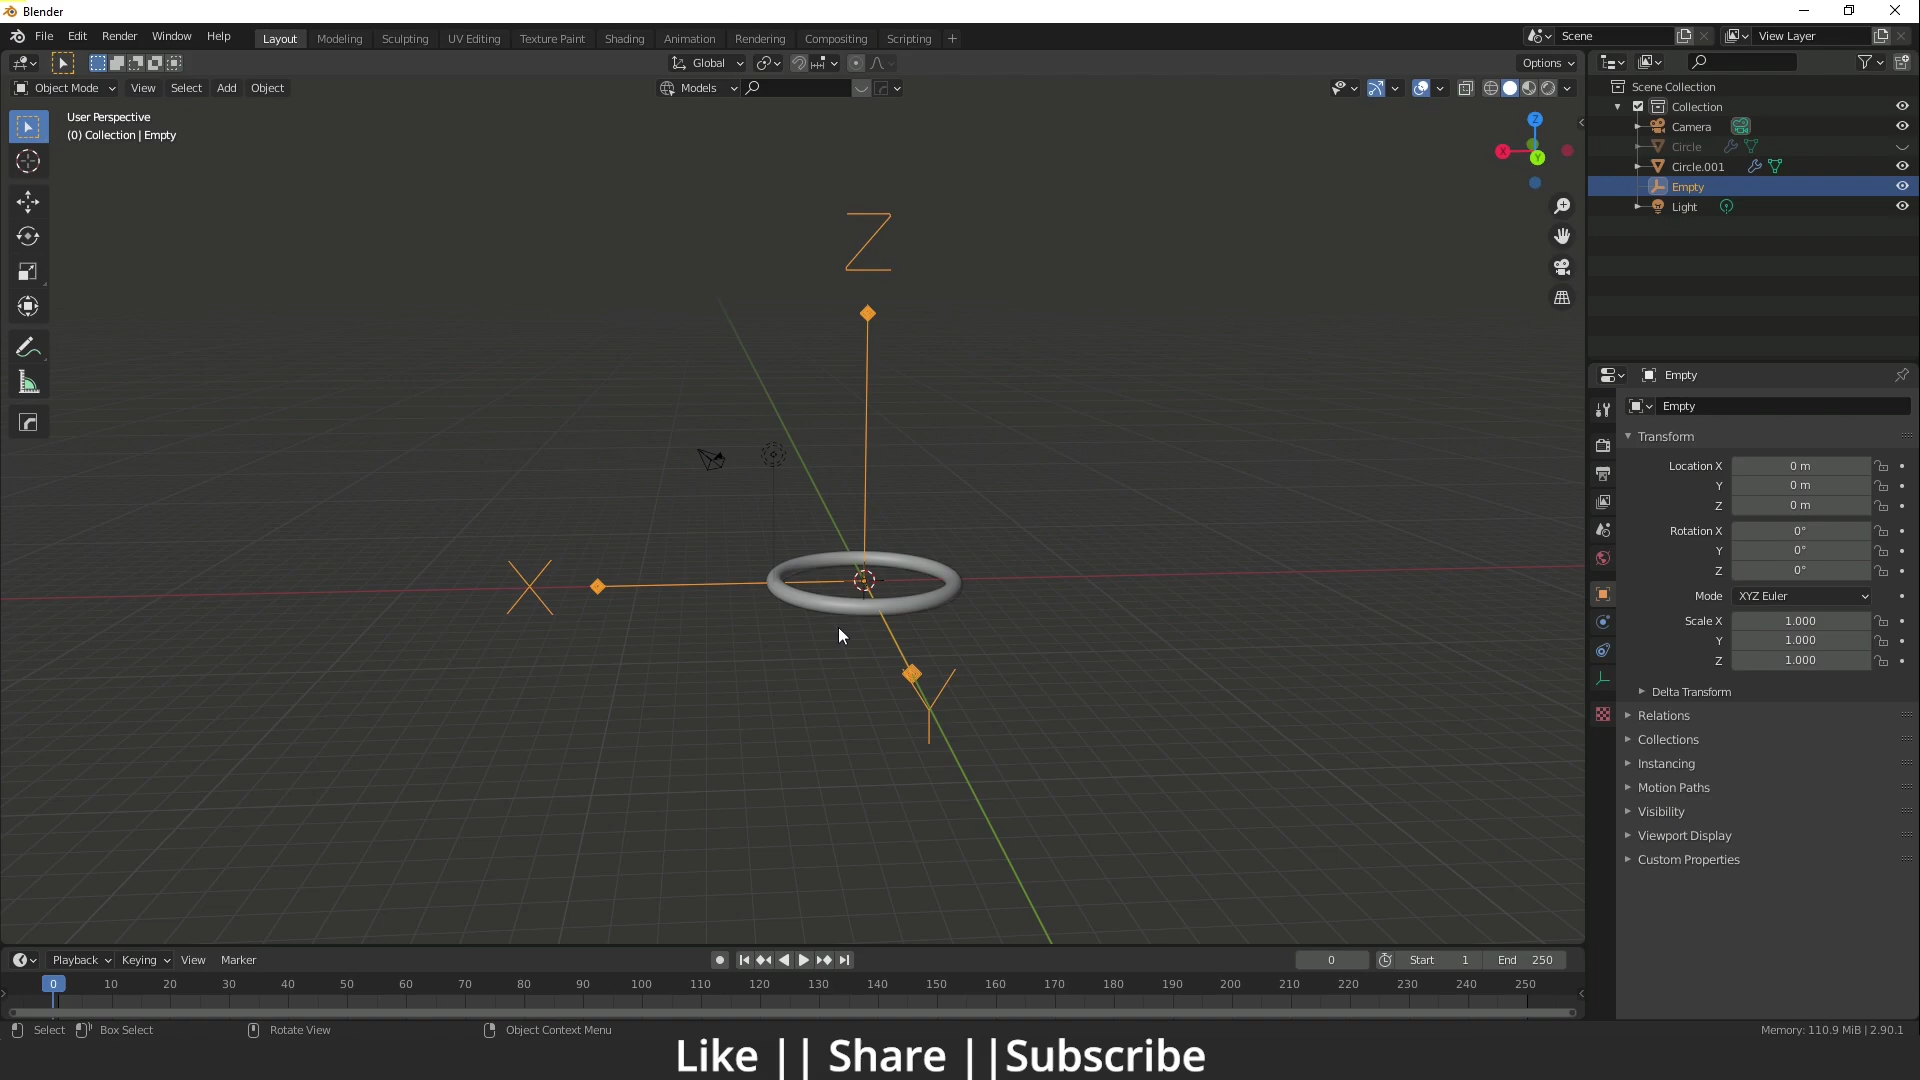 Blender
File Edit Render Window Help Layout Modeling Sculpting UV Editing Texture Paint Shading Animation Rendering Compositing Scripting + Scene View Layer
Global Options
Object Mode View Select Add Object Models
User Perspective
(0) Collection | Empty
Z
X
Y
Z
X
Y
Scene Collection
Collection
Camera
Circle
Circle.001
Empty
Light
Empty
Empty
Transform
Location X 0 m
Y 0 m
Z 0 m
Rotation X 0°
Y 0°
Z 0°
Mode XYZ Euler
Scale X 1.000
Y 1.000
Z 1.000
Delta Transform
Relations
Collections
Instancing
Motion Paths
Visibility
Viewport Display
Custom Properties
Playback Keying View Marker 0 Start 1 End 250
0 10 20 30 40 50 60 70 80 90 100 110 120 130 140 150 160 170 180 190 200 210 220 230 240 250
Select Box Select Rotate View Object Context Menu Memory: 110.9 MiB | 2.90.1
Like || Share ||Subscribe